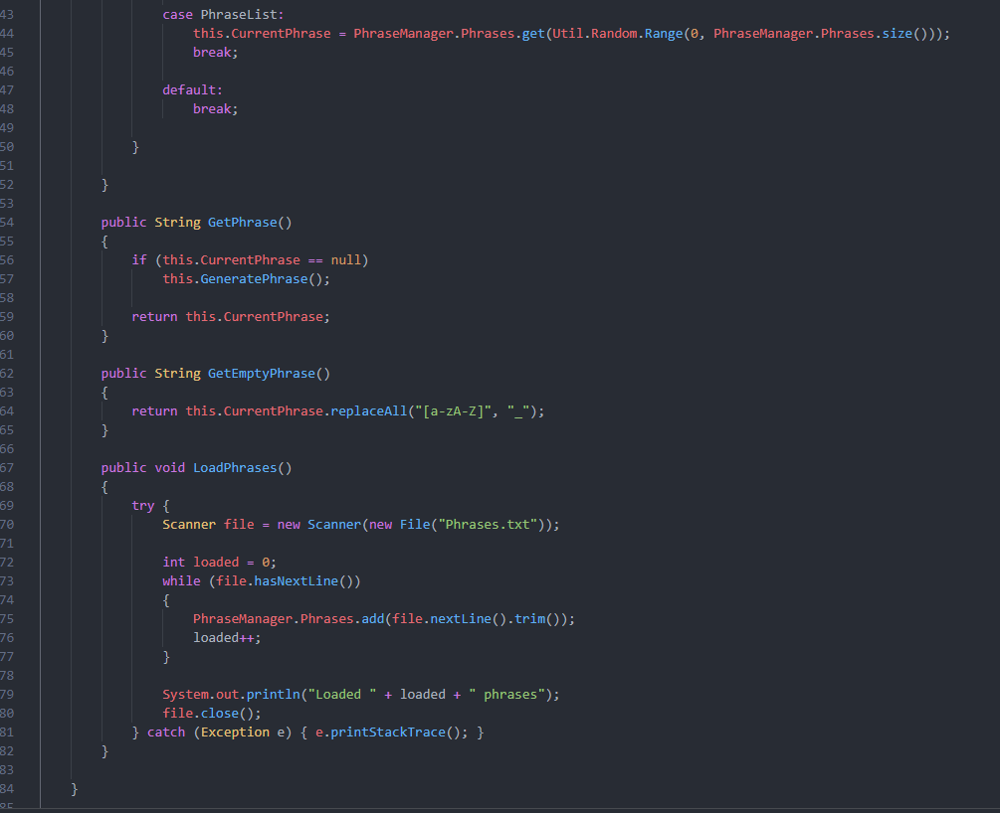 43 case PhraseList:
44 this.CurrentPhrase = PhraseManager.Phrases.get(Util.Random.Range(0, PhraseManager.Phrases.size()));
45 break;
46
47 default:
48 break;
49
50 }
51
52 }
53
54 public String GetPhrase()
55 {
56 if (this.CurrentPhrase == null)
57 this.GeneratePhrase();
58
59 return this.CurrentPhrase;
60 }
61
62 public String GetEmptyPhrase()
63 {
64 return this.CurrentPhrase.replaceAll("[a-zA-Z]", "_");
65 }
66
67 public void LoadPhrases()
68 {
69 try {
70 Scanner file = new Scanner(new File("Phrases.txt"));
71
72 int loaded = 0;
73 while (file.hasNextLine())
74 {
75 PhraseManager.Phrases.add(file.nextLine().trim());
76 loaded++;
77 }
78
79 System.out.println("Loaded " + loaded + " phrases");
80 file.close();
81 } catch (Exception e) { e.printStackTrace(); }
82 }
83
84 }
85